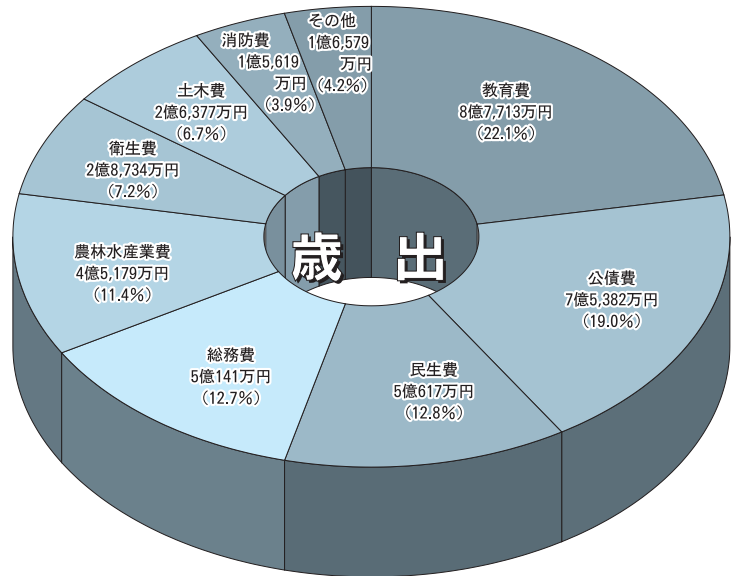 教育費
8億7,713万円
（22.1％）
公債費
7億5,382万円
（19.0％）
民生費
5億617万円
（12.8％）
総務費
5億141万円
（12.7％）
農林水産業費
4億5,179万円
（11.4％）
衛生費
2億8,734万円
（7.2％）
土木費
2億6,377万円
（6.7％）
消防費
1億5,619
万円
（3.9％）
その他
1億6,579
万円
（4.2％）
歳 出